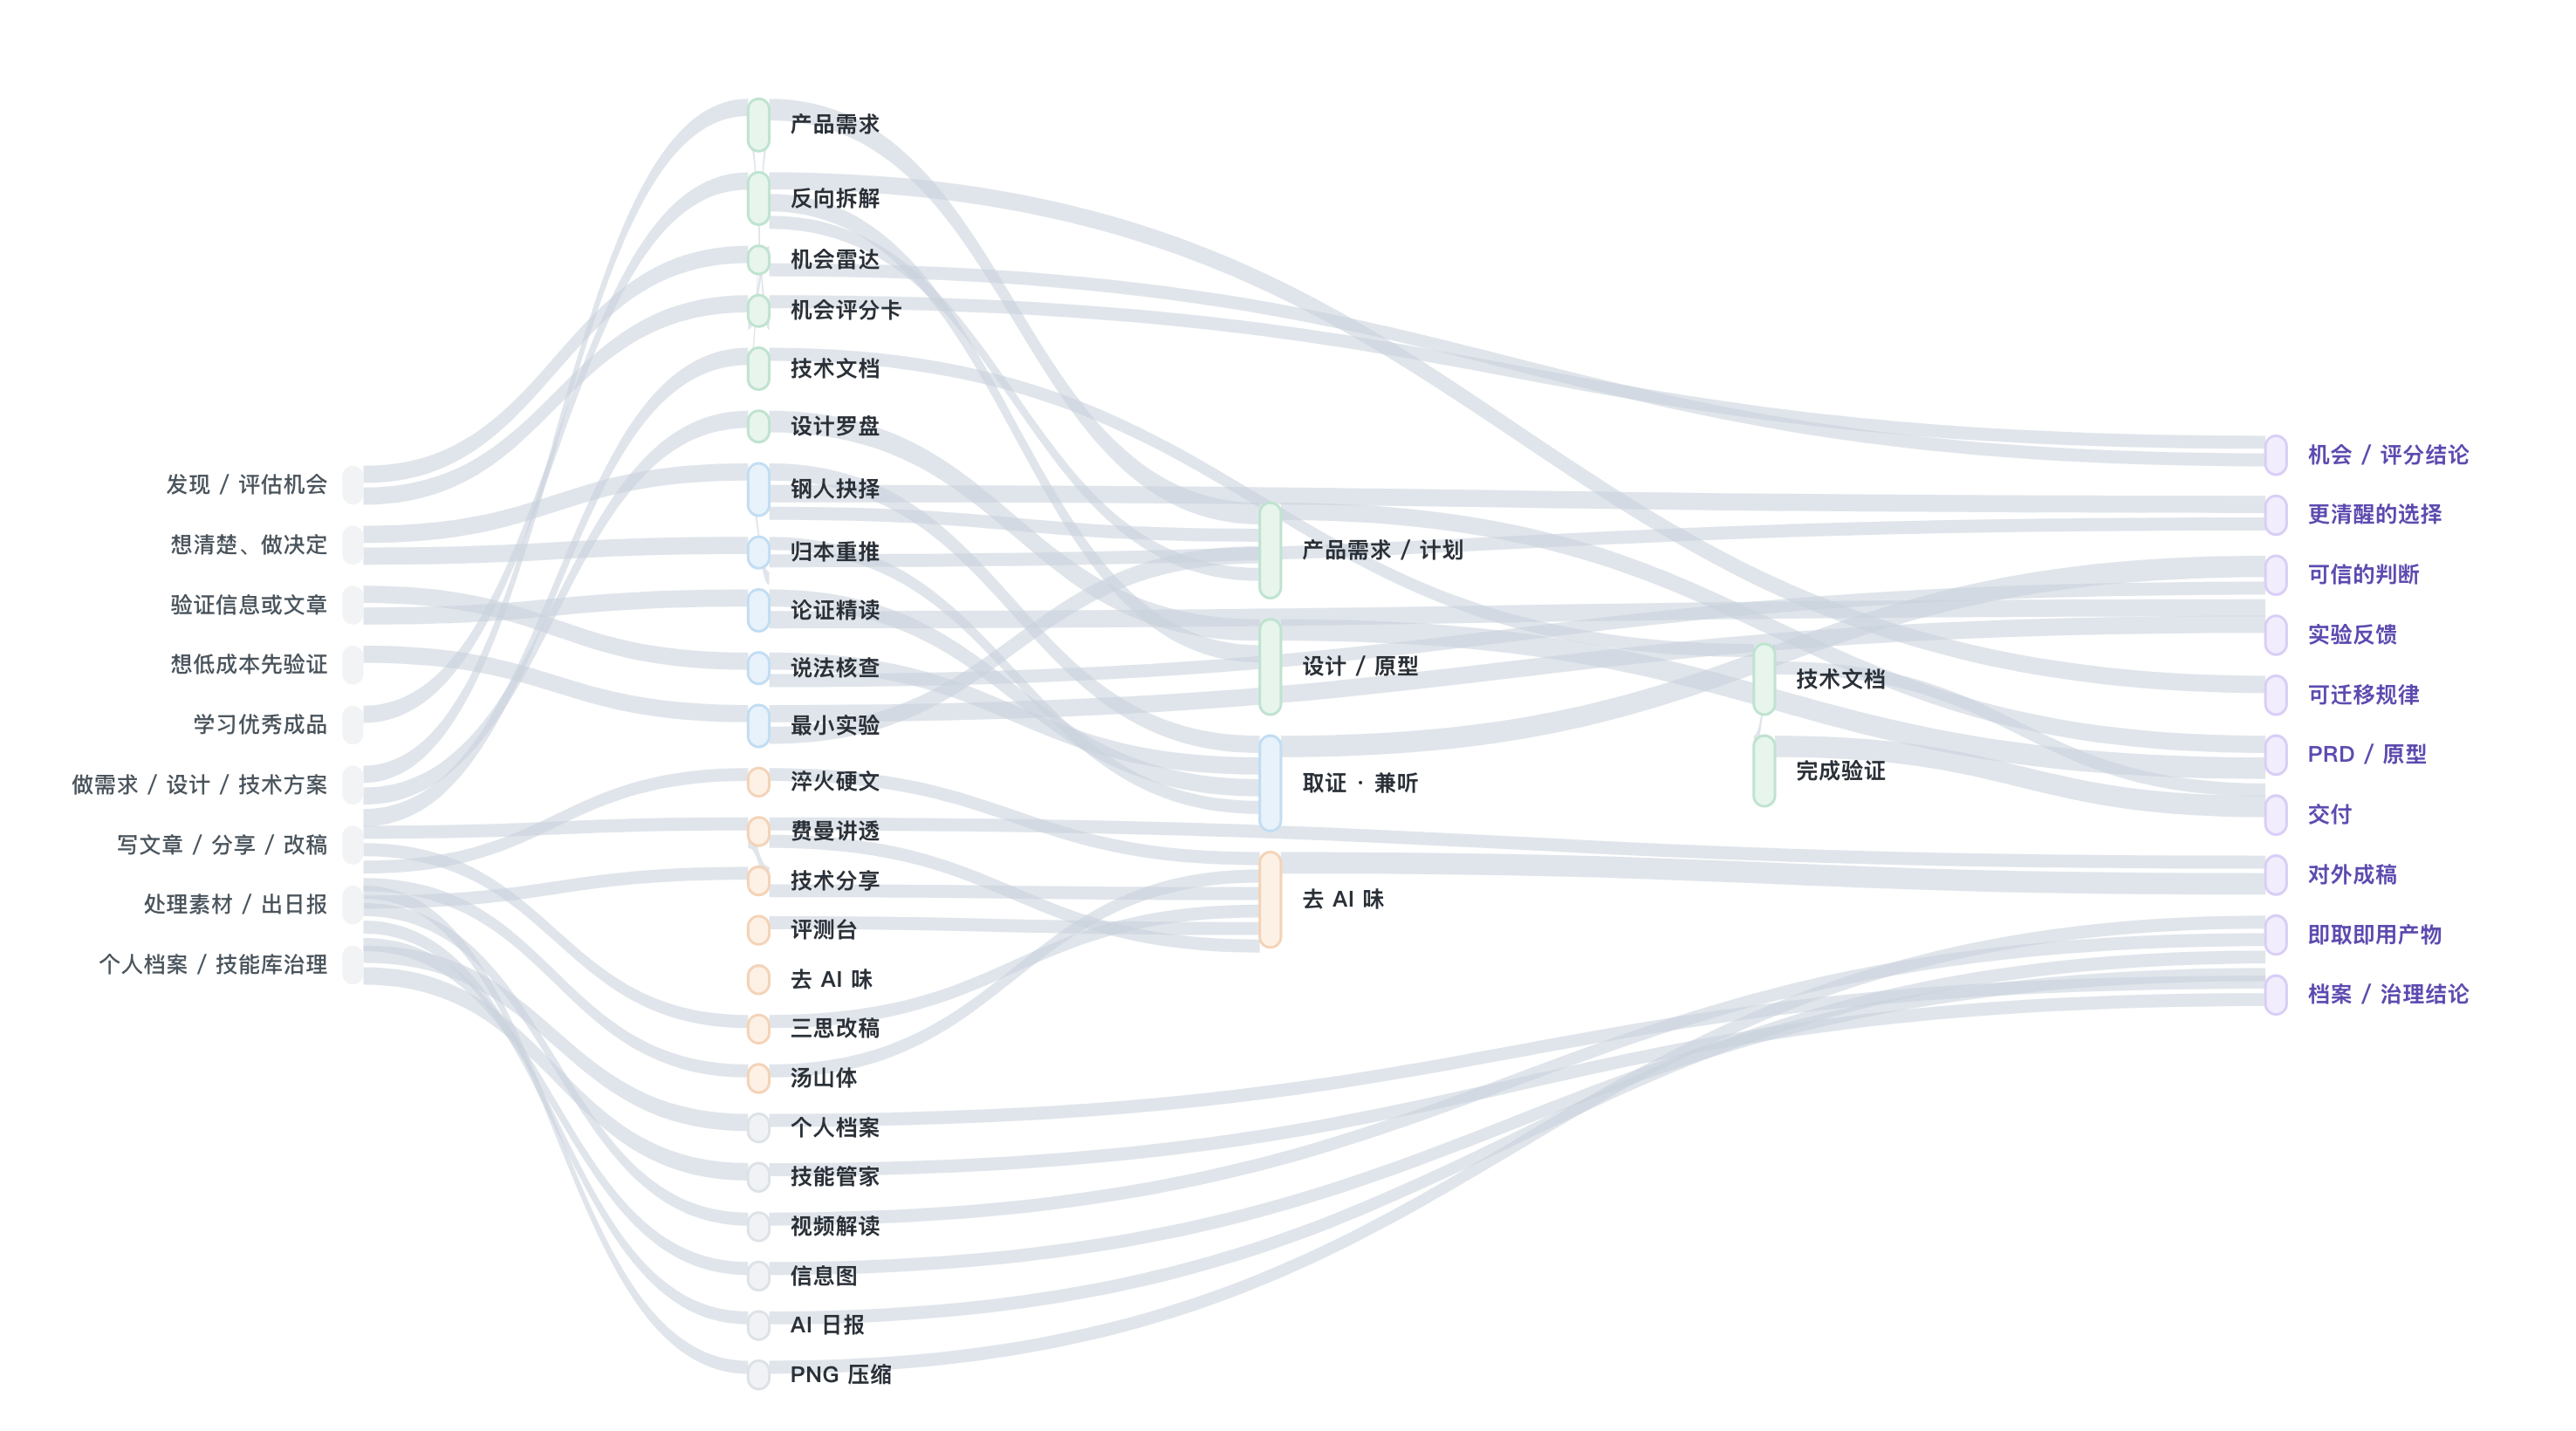 发现 / 评估机会
想清楚、做决定
验证信息或文章
想低成本先验证
学习优秀成品
做需求 / 设计 / 技术方案
写文章 / 分享 / 改稿
处理素材 / 出日报
个人档案 / 技能库治理
产品需求
反向拆解
机会雷达
机会评分卡
技术文档
设计罗盘
钢人抉择
归本重推
论证精读
说法核查
最小实验
淬火硬文
费曼讲透
技术分享
评测台
去 AI 味
三思改稿
汤山体
个人档案
技能管家
视频解读
信息图
AI 日报
PNG 压缩
产品需求 / 计划
设计 / 原型
取证 · 兼听
去 AI 味
技术文档
完成验证
机会 / 评分结论
更清醒的选择
可信的判断
实验反馈
可迁移规律
PRD / 原型
交付
对外成稿
即取即用产物
档案 / 治理结论